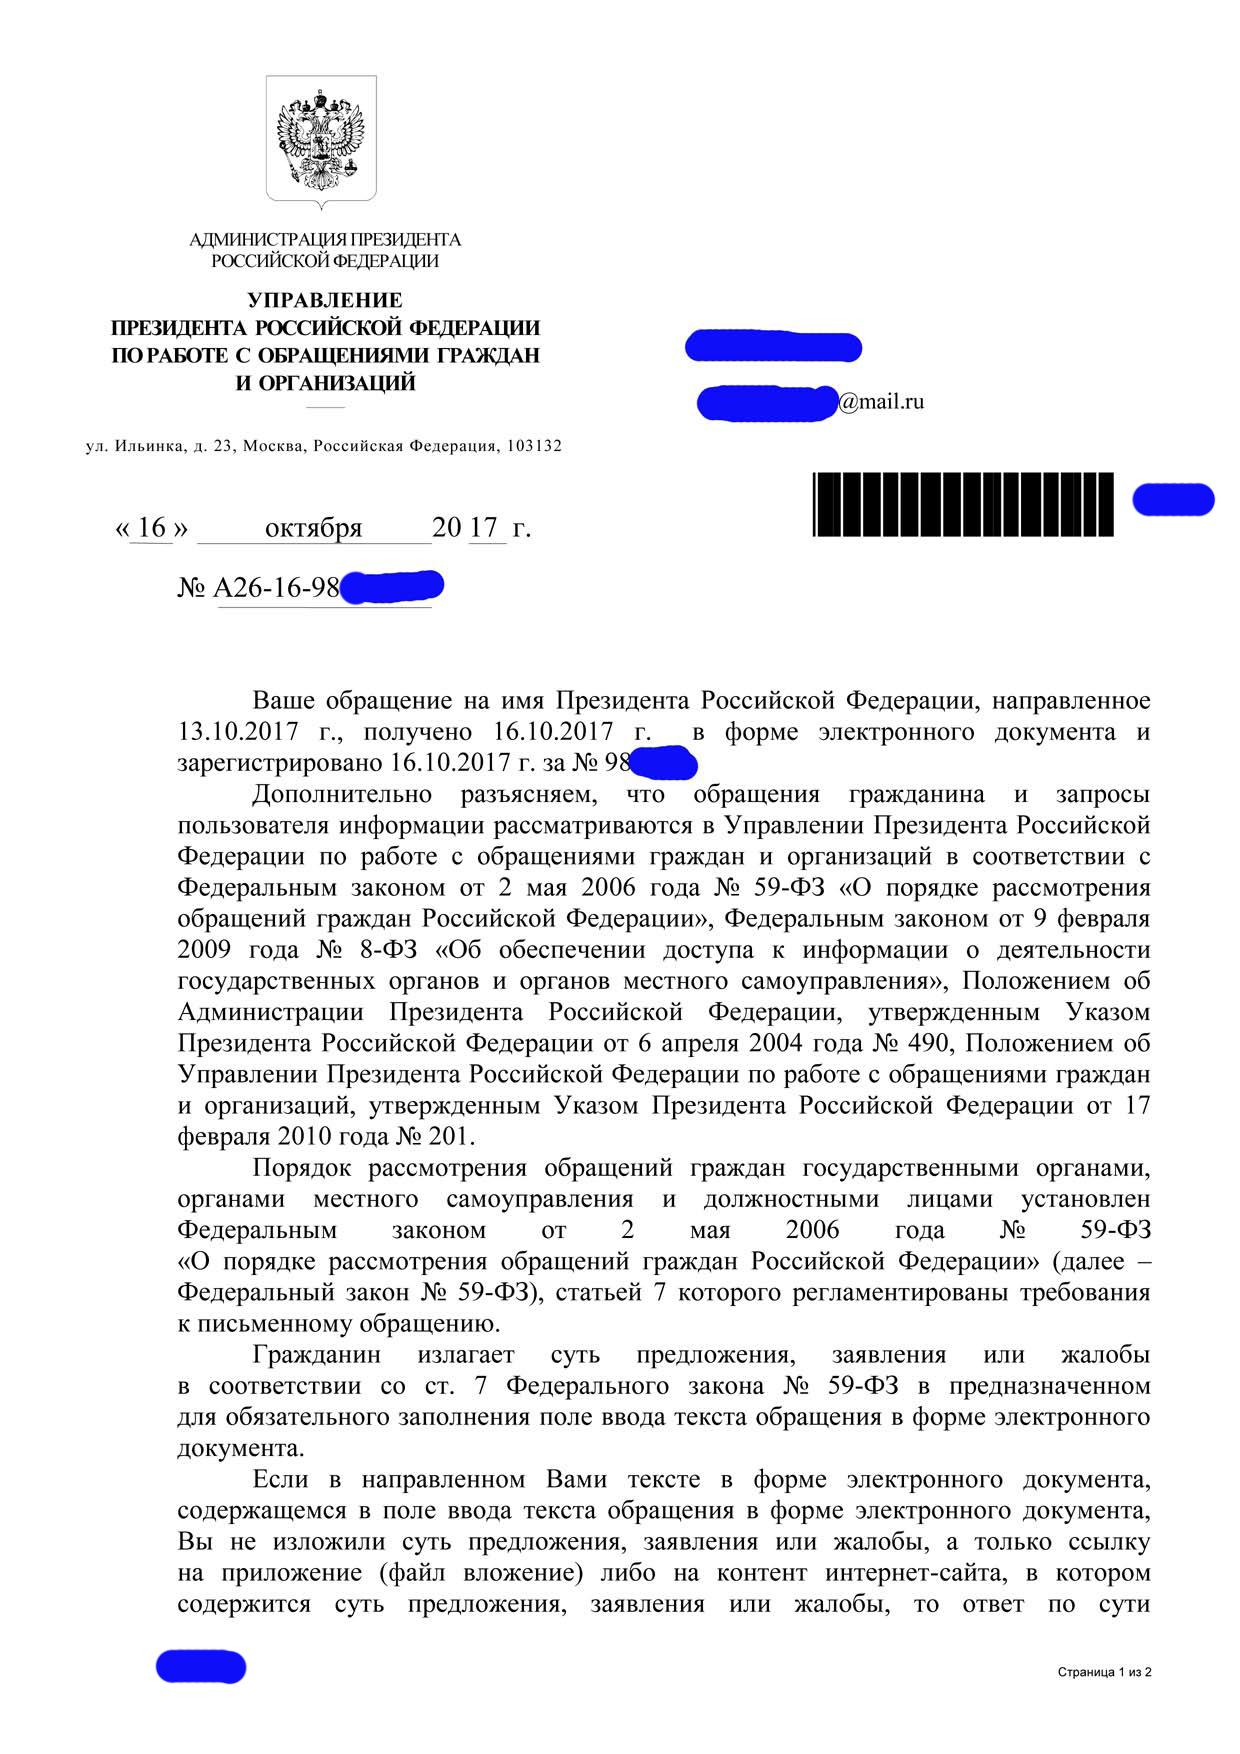 АДМИНИСТРАЦИЯ ПРЕЗИДЕНТА
РОССИЙСКОЙ ФЕДЕРАЦИИ
УПРАВЛЕНИЕ
ПРЕЗИДЕНТА РОССИЙСКОЙ ФЕДЕРАЦИИ
ПО РАБОТЕ С ОБРАЩЕНИЯМИ ГРАЖДАН
И ОРГАНИЗАЦИЙ
@mail.ru
ул. Ильинка, д. 23, Москва, Российская Федерация, 103132
« 16 » октября 20 17 г.
№ А26-16-98
Ваше обращение на имя Президента Российской Федерации, направленное
13.10.2017 г., получено 16.10.2017 г. в форме электронного документа и
зарегистрировано 16.10.2017 г. за № 98
Дополнительно разъясняем, что обращения гражданина и запросы
пользователя информации рассматриваются в Управлении Президента Российской
Федерации по работе с обращениями граждан и организаций в соответствии с
Федеральным законом от 2 мая 2006 года № 59-ФЗ «О порядке рассмотрения
обращений граждан Российской Федерации», Федеральным законом от 9 февраля
2009 года № 8-ФЗ «Об обеспечении доступа к информации о деятельности
государственных органов и органов местного самоуправления», Положением об
Администрации Президента Российской Федерации, утвержденным Указом
Президента Российской Федерации от 6 апреля 2004 года № 490, Положением об
Управлении Президента Российской Федерации по работе с обращениями граждан
и организаций, утвержденным Указом Президента Российской Федерации от 17
февраля 2010 года № 201.
Порядок рассмотрения обращений граждан государственными органами,
органами местного самоуправления и должностными лицами установлен
Федеральным законом от 2 мая 2006 года № 59-ФЗ
«О порядке рассмотрения обращений граждан Российской Федерации» (далее –
Федеральный закон № 59-ФЗ), статьей 7 которого регламентированы требования
к письменному обращению.
Гражданин излагает суть предложения, заявления или жалобы
в соответствии со ст. 7 Федерального закона № 59-ФЗ в предназначенном
для обязательного заполнения поле ввода текста обращения в форме электронного
документа.
Если в направленном Вами тексте в форме электронного документа,
содержащемся в поле ввода текста обращения в форме электронного документа,
Вы не изложили суть предложения, заявления или жалобы, а только ссылку
на приложение (файл вложение) либо на контент интернет-сайта, в котором
содержится суть предложения, заявления или жалобы, то ответ по сути
Страница 1 из 2